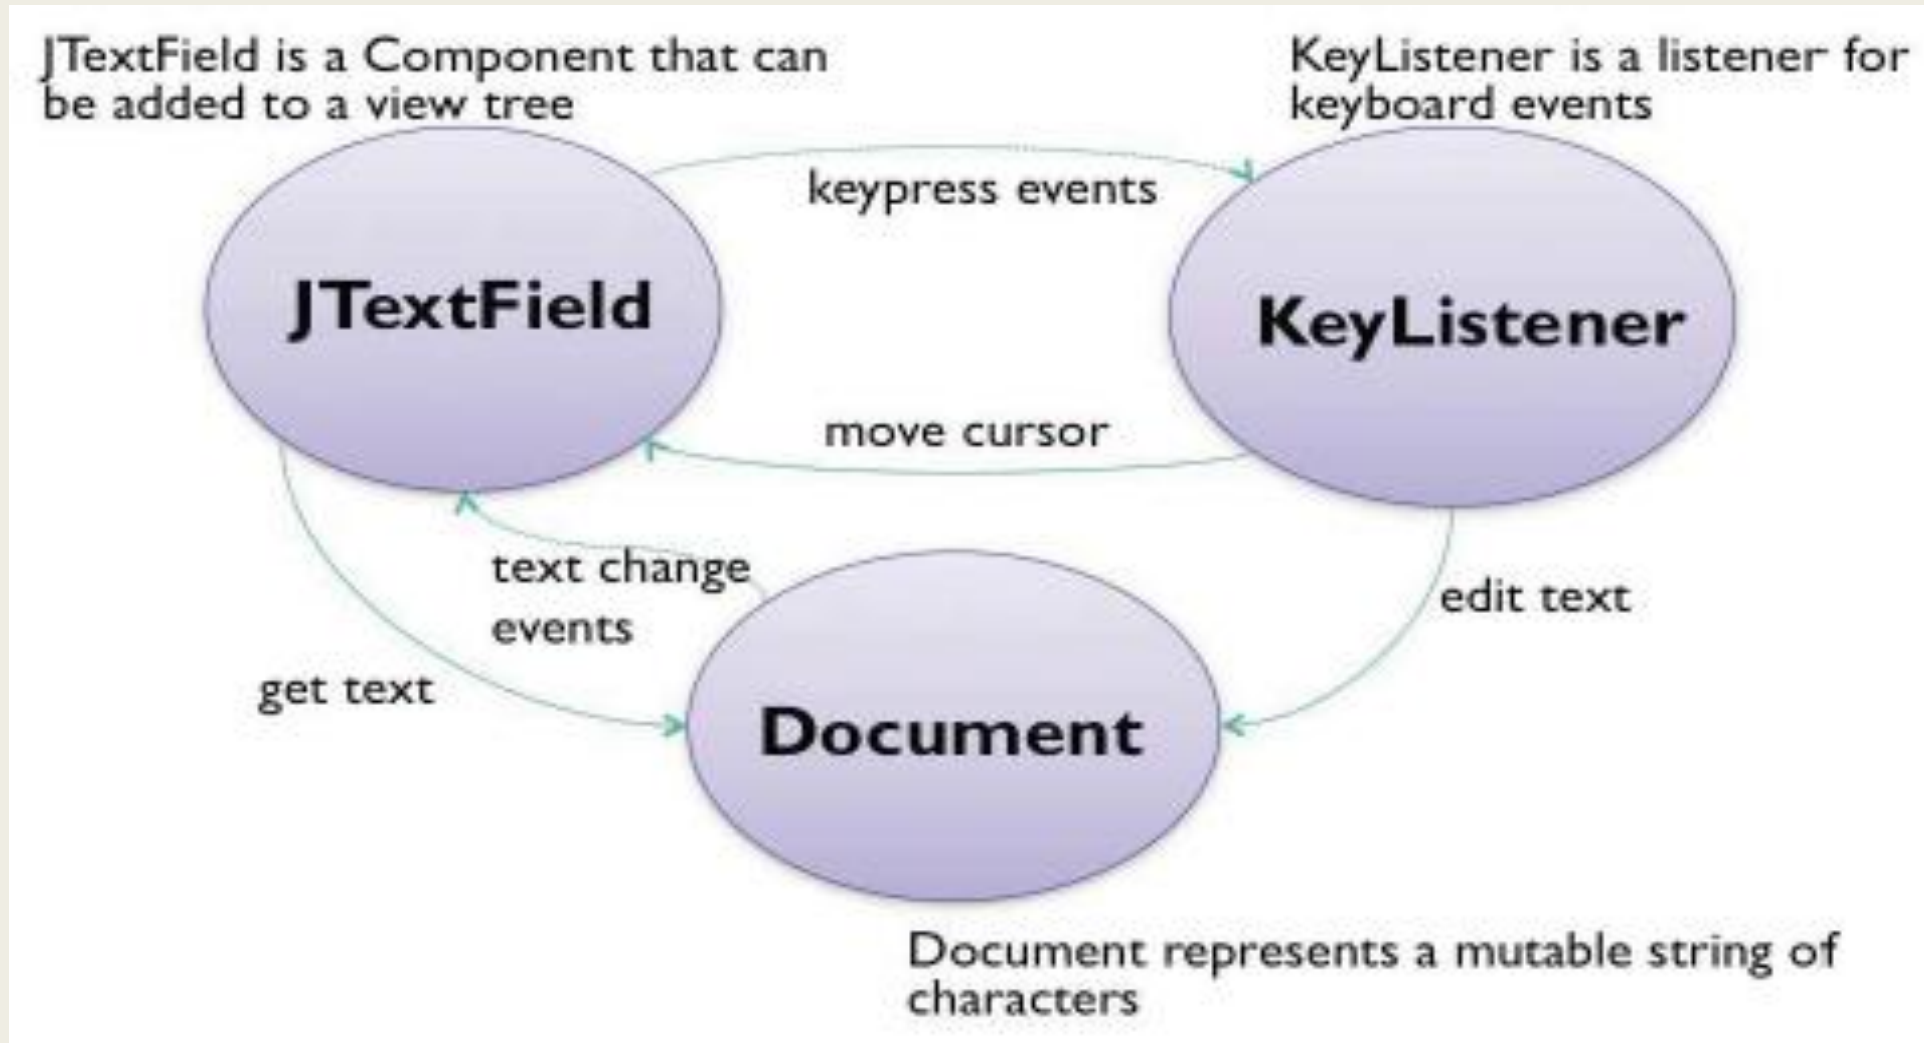 JTextField is a Component that can
be added to a view tree
KeyListener is a listener for
keyboard events
keypress events
JTextField
KeyListener
move cursor
text change
events
edit text
get text
Document
Document represents a mutable string of
characters